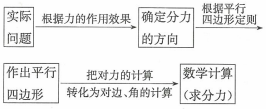 实际
问题
根据力的作用效果
确定分力
的方向
根据平行
四边形定则
作出平行
四边形
把对力的计算
转化为对边、角的计算
数学计算
(求分力)